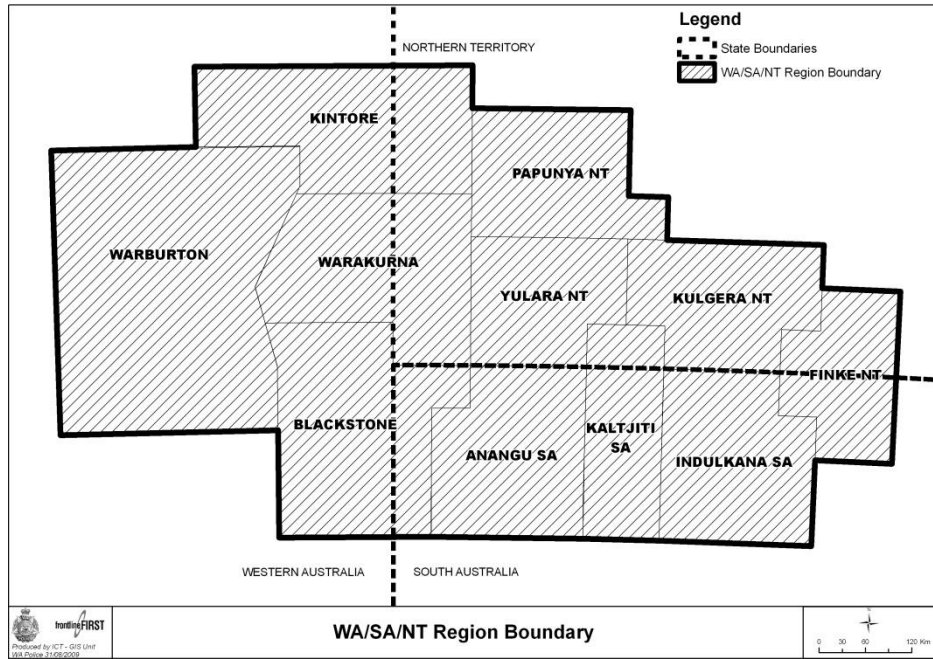 Legend
State Boundaries
WA/SA/NT Region Boundary
NORTHERN TERRITORY
KINTORE
PAPUNYA NT
WARBURTON
WARAKURNA
YULARA NT
KULGERA NT
FINKE NT
BLACKSTONE
KALTJITI
SA
ANANGU SA
INDULKANA SA
WESTERN AUSTRALIA
SOUTH AUSTRALIA
frontlineFIRST
Produced by ICT - GIS Unit
WA Police 31/08/2009
WA/SA/NT Region Boundary
0 30 60 120 Km